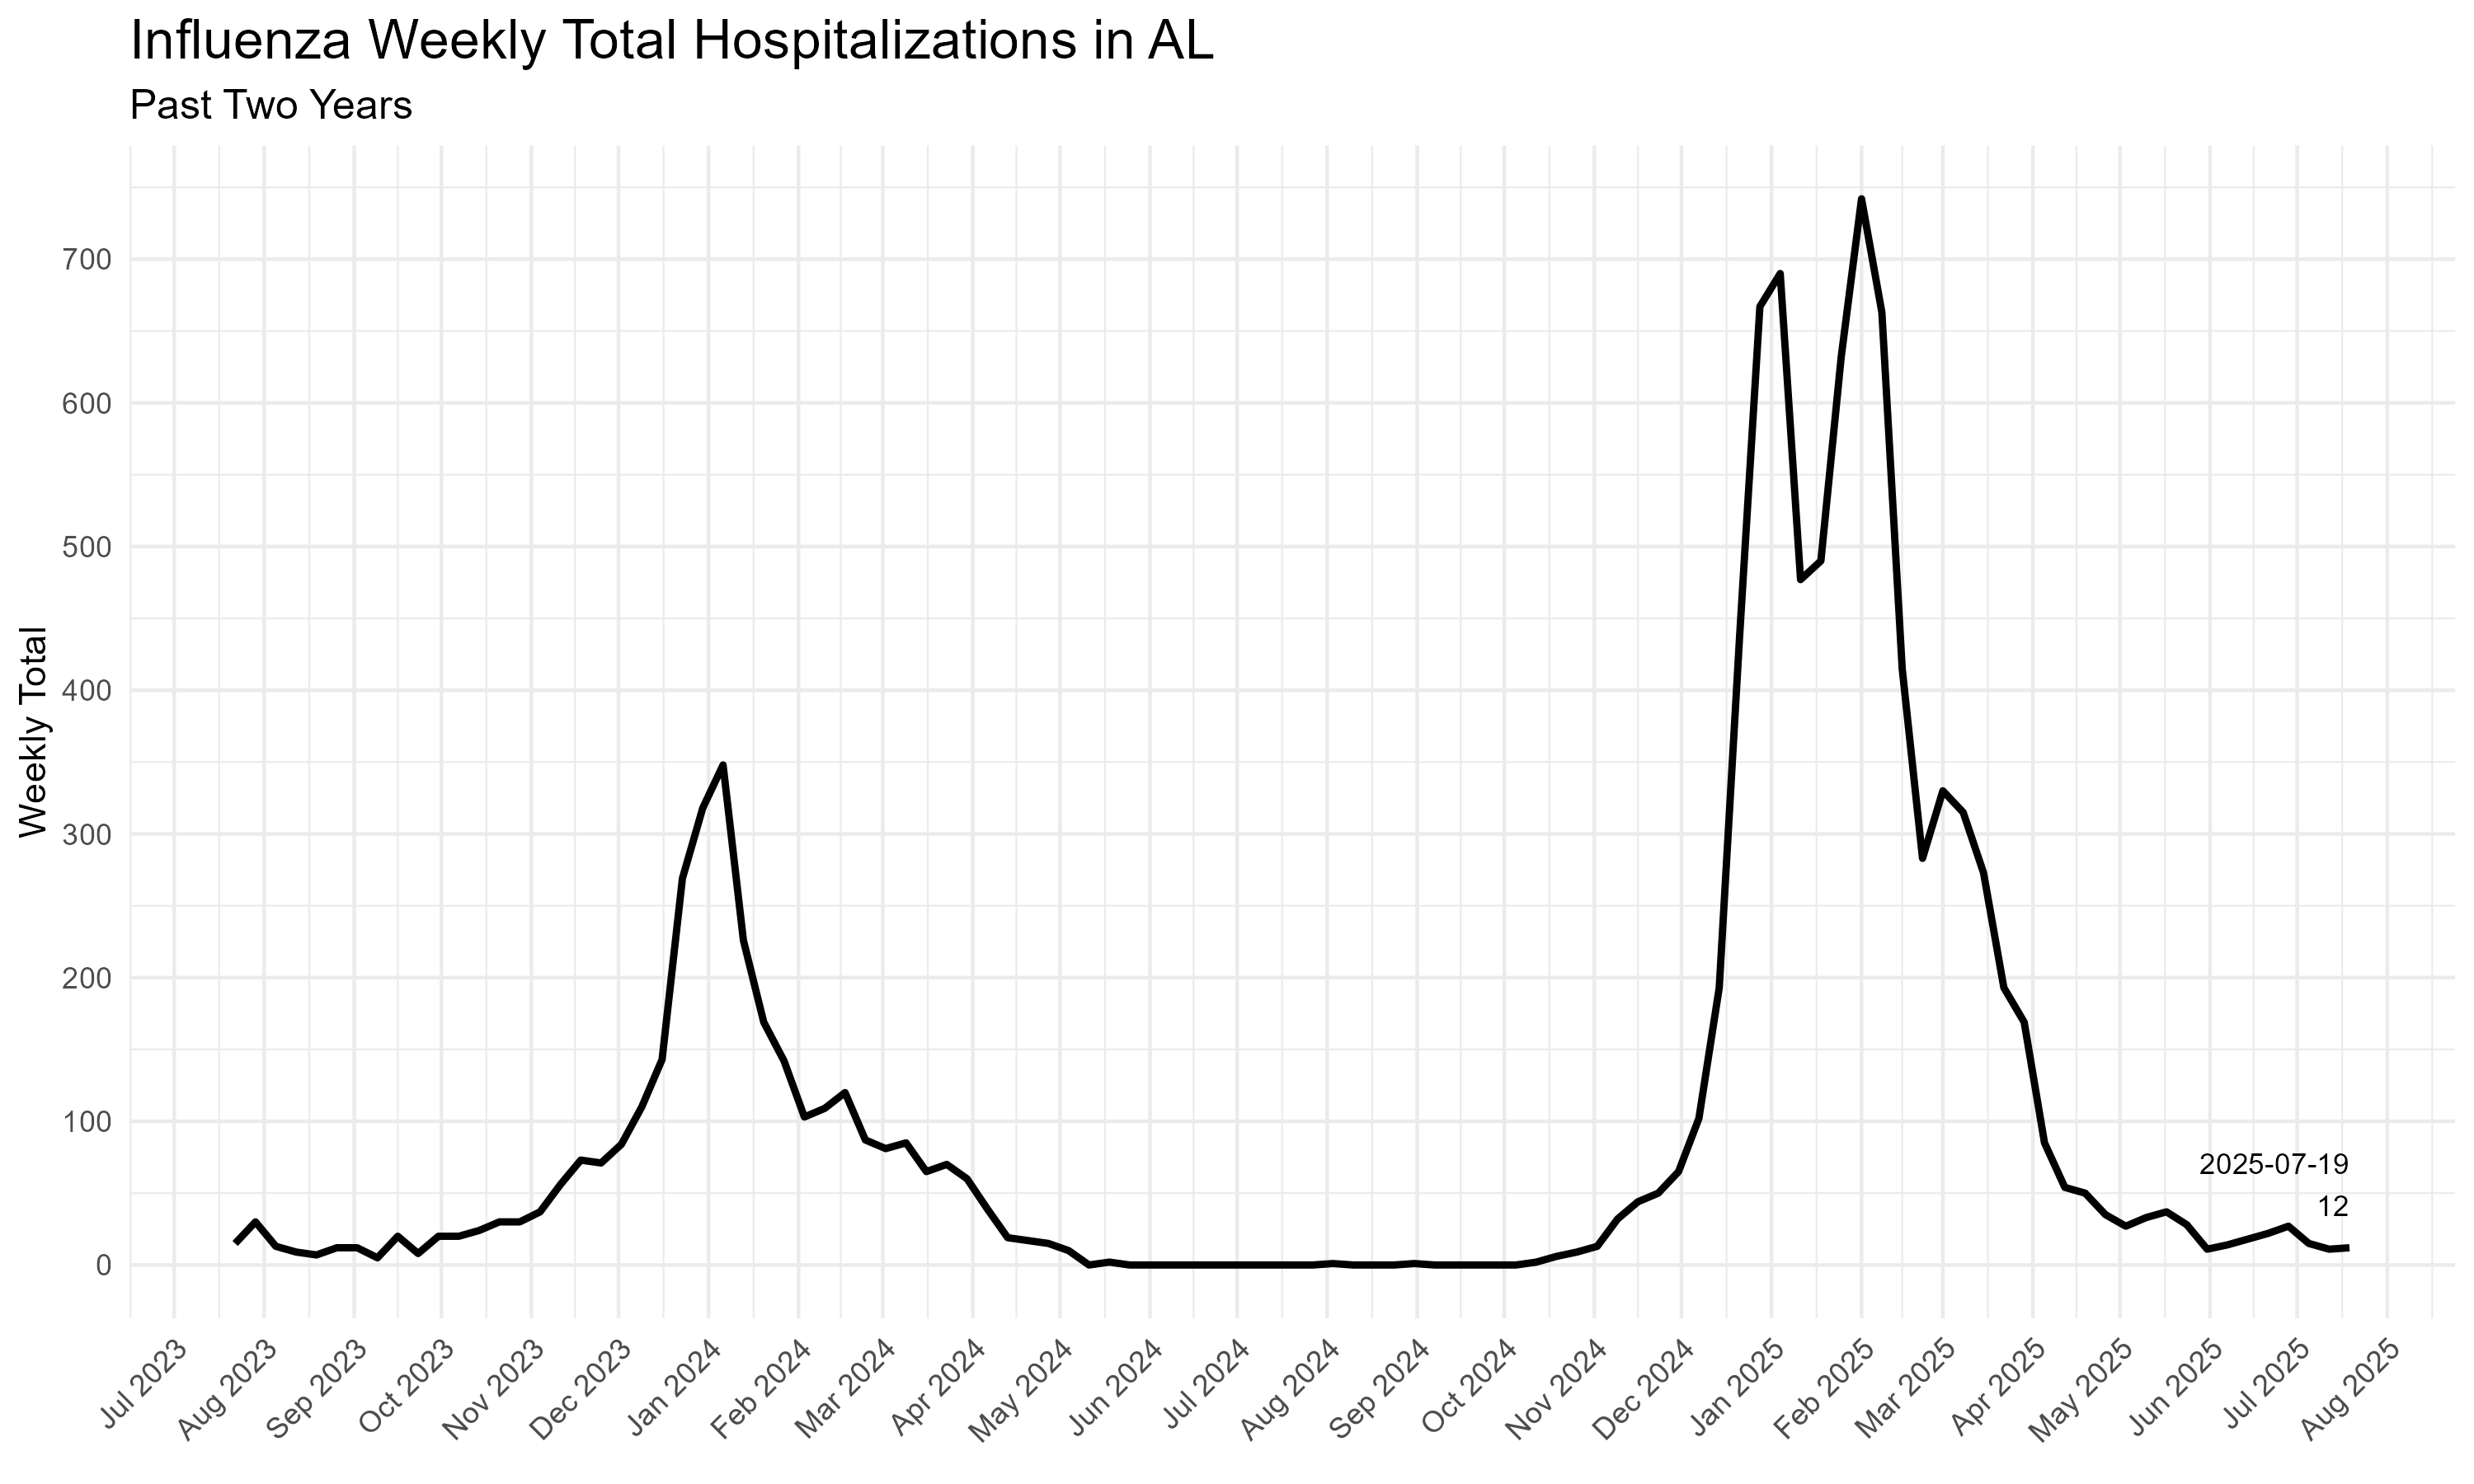 Influenza Weekly Total Hospitalizations in AL
Past Two Years
Weekly Total
700
600
500
400
300
200
100
0
2025-07-19
12
Jul 2023
Aug 2023
Sep 2023
Oct 2023
Nov 2023
Dec 2023
Jan 2024
Feb 2024
Mar 2024
Apr 2024
May 2024
Jun 2024
Jul 2024
Aug 2024
Sep 2024
Oct 2024
Nov 2024
Dec 2024
Jan 2025
Feb 2025
Mar 2025
Apr 2025
May 2025
Jun 2025
Jul 2025
Aug 2025